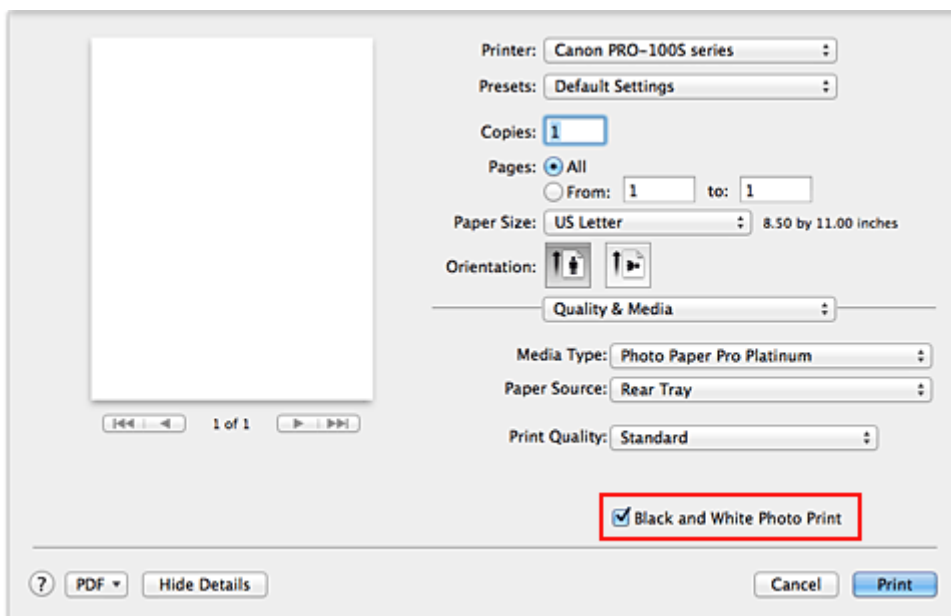 Printer: Canon PRO-100S series
Presets: Default Settings
Copies: 1
Pages: All
From: 1 to: 1
Paper Size: US Letter 8.50 by 11.00 inches
Orientation:
Quality & Media
Media Type: Photo Paper Pro Platinum
Paper Source: Rear Tray
1 of 1
Print Quality: Standard
Black and White Photo Print
? PDF Hide Details Cancel Print